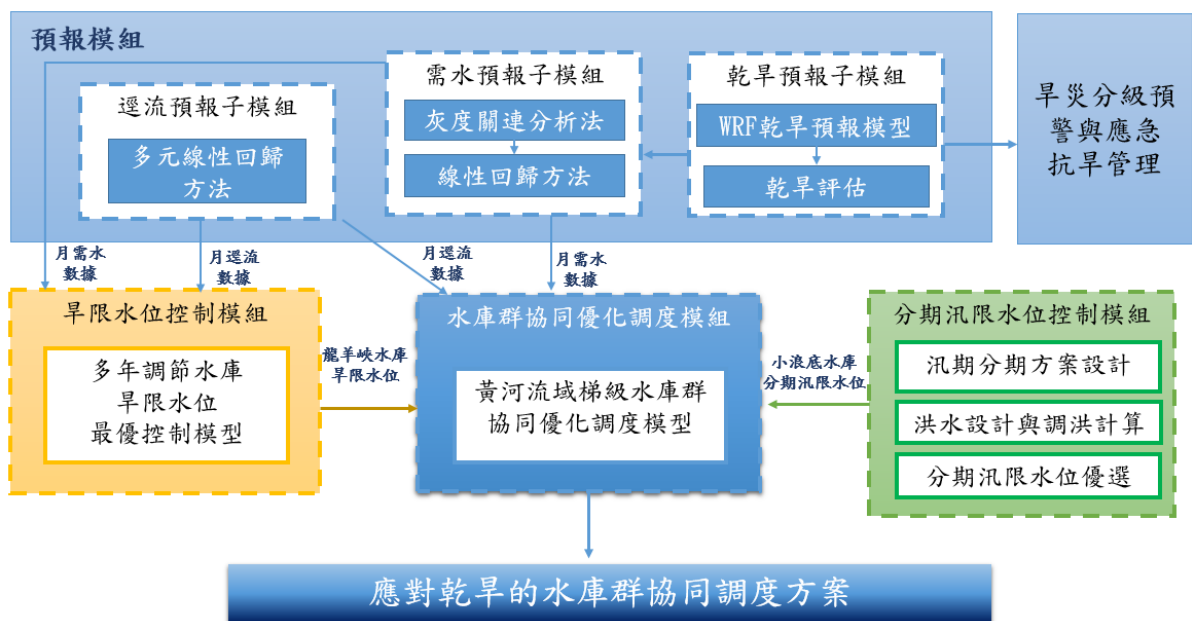 預報模組
逕流預報子模組
多元線性回歸
方法
需水預報子模組
灰度關連分析法
線性回歸方法
乾旱預報子模組
WRF乾旱預報模型
乾旱評估
旱災分級預
警與應急
抗旱管理
月需水
數據
月逕流
數據
月逕流
數據
月需水
數據
旱限水位控制模組
多年調節水庫
旱限水位
最優控制模型
龍羊峽水庫
旱限水位
水庫群協同優化調度模組
黃河流域梯級水庫群
協同優化調度模型
小浪底水庫
分期汛限水位
分期汛限水位控制模組
汛期分期方案設計
洪水設計與調洪計算
分期汛限水位優選
應對乾旱的水庫群協同調度方案